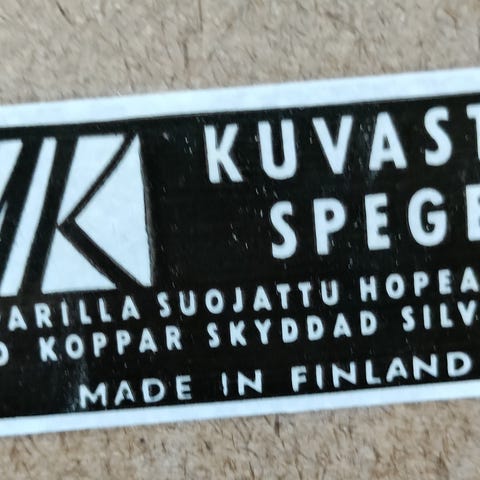 K
KUVAST
SPEGE
ARILLA SUOJATTU HOPEA
KOPPAR SKYDDAD SILV
MADE IN FINLAND